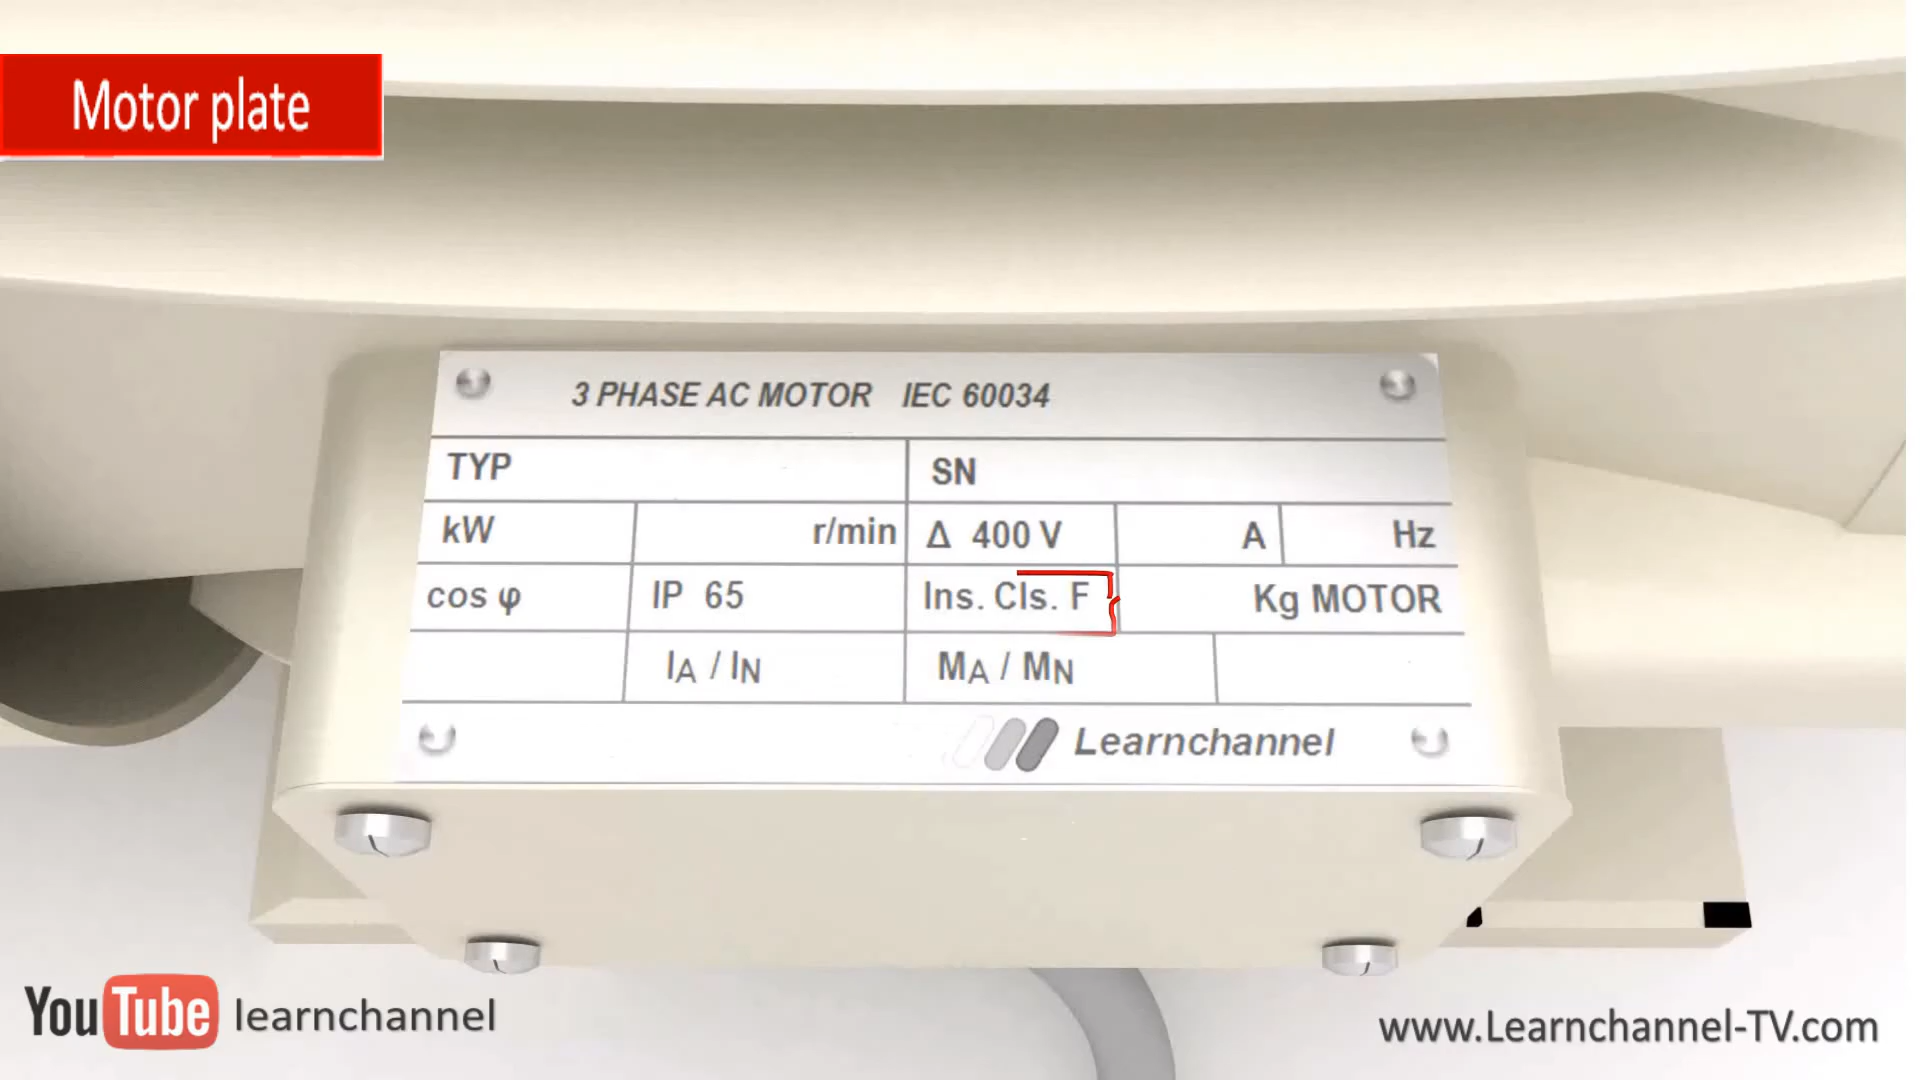 Motor plate
3 PHASE AC MOTOR IEC 60034
TYP SN
kW r/min Δ 400 V A Hz
cos φ IP 65 Ins. Cls. F Kg MOTOR
IA / IN MA / MN
Learnchannel
YouTube learnchannel
www.Learnchannel-TV.com